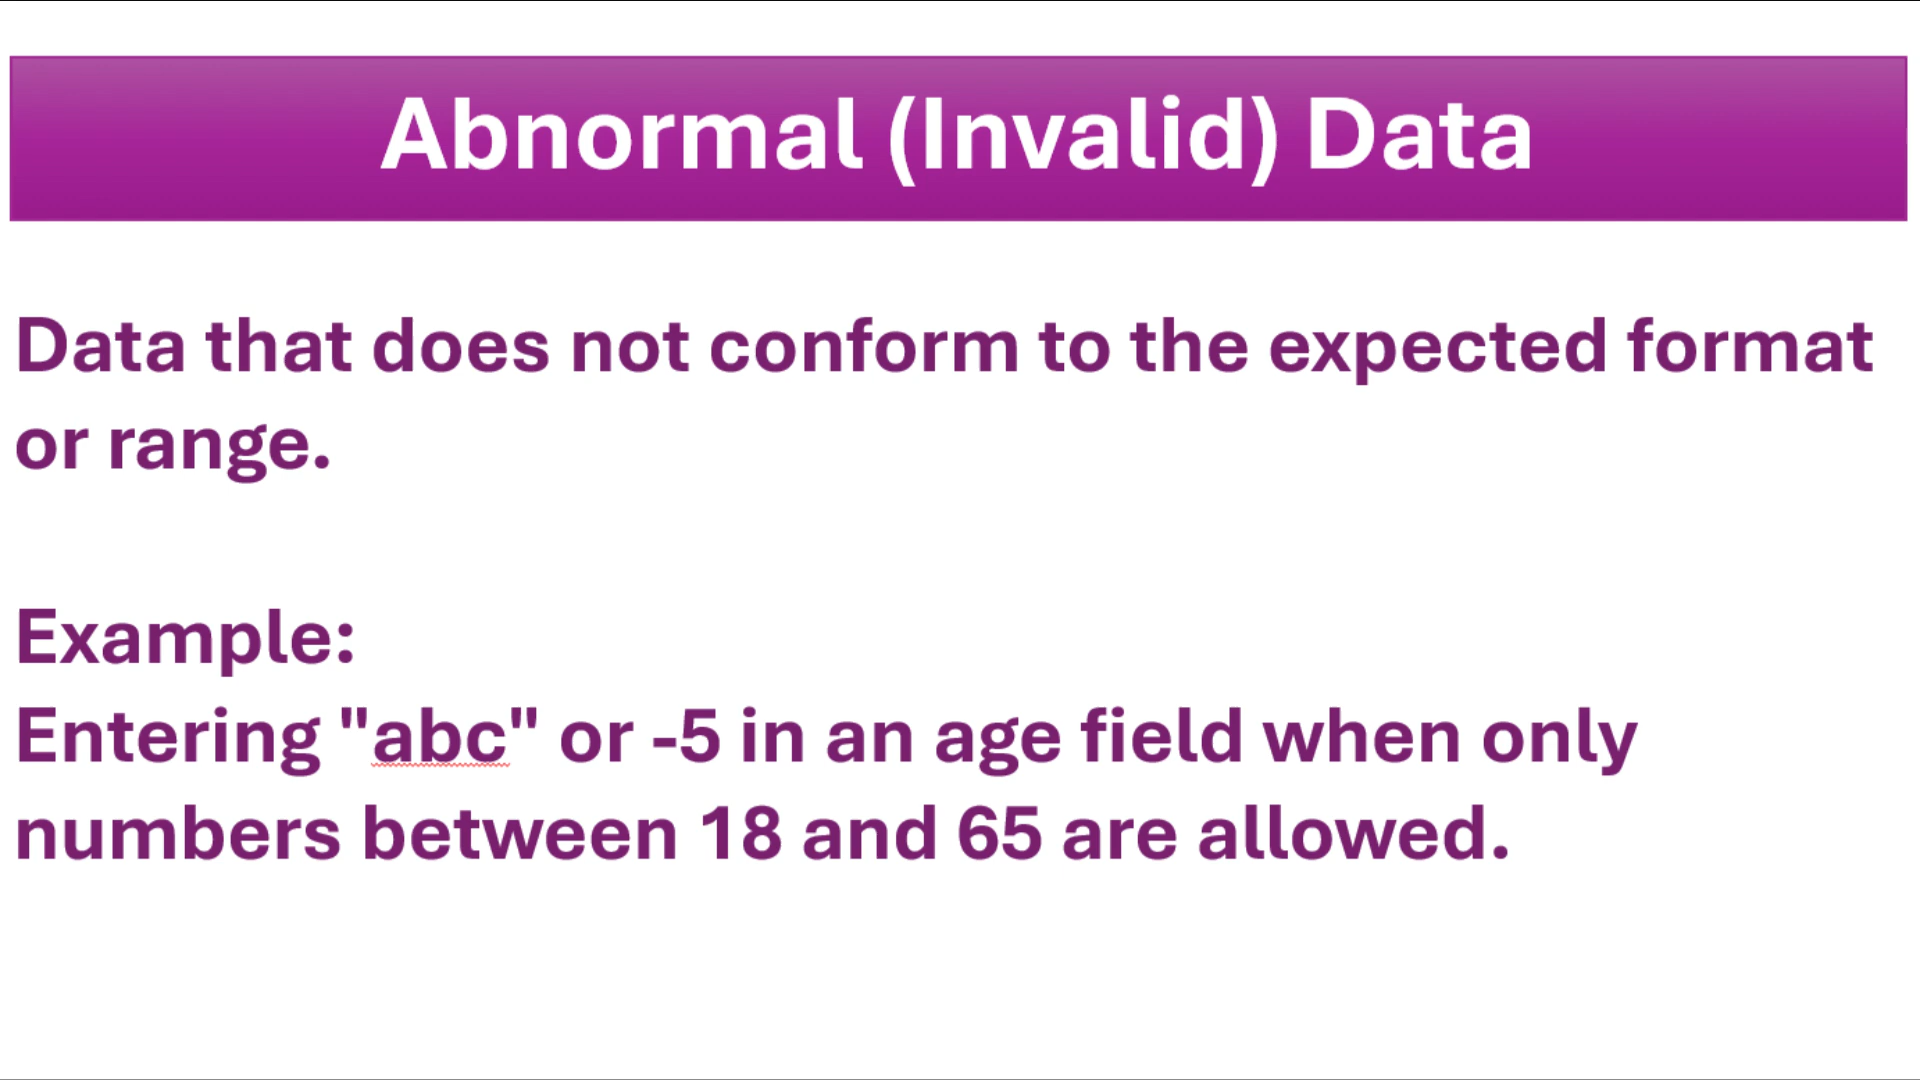 Abnormal (Invalid) Data
Data that does not conform to the expected format
or range.
Example:
Entering "abc" or -5 in an age field when only
numbers between 18 and 65 are allowed.